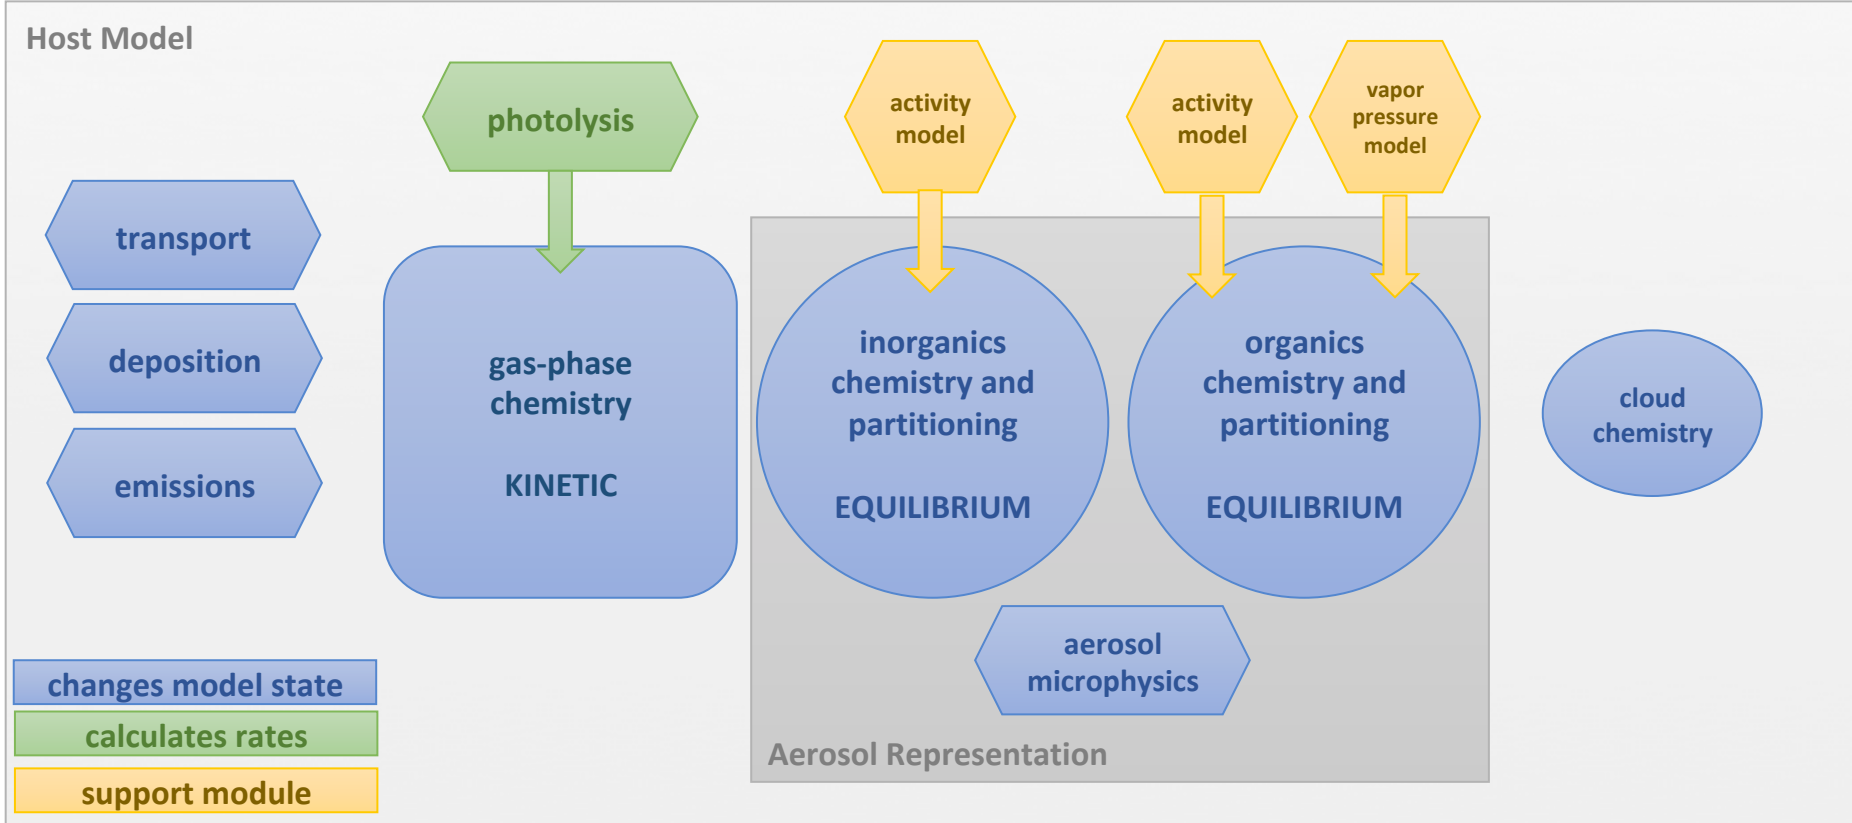 Host Model
photolysis
activity
model
activity
model
vapor
pressure
model
transport
deposition
emissions
gas-phase
chemistry
KINETIC
inorganics
chemistry and
partitioning
EQUILIBRIUM
organics
chemistry and
partitioning
EQUILIBRIUM
cloud
chemistry
aerosol
microphysics
Aerosol Representation
changes model state
calculates rates
support module